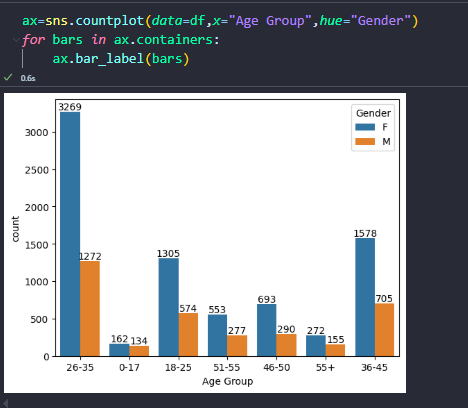 ax=sns.countplot(data=df,x="Age Group",hue="Gender")
for bars in ax.containers:
    ax.bar_label(bars)
0.6s
3269
Gender
F
M
3000
2500
2000
1578
1500
1305
1272
1000
705
693
574
553
500
290
277
272
162
134
155
0
count
26-35 0-17 18-25 51-55 46-50 55+ 36-45
Age Group